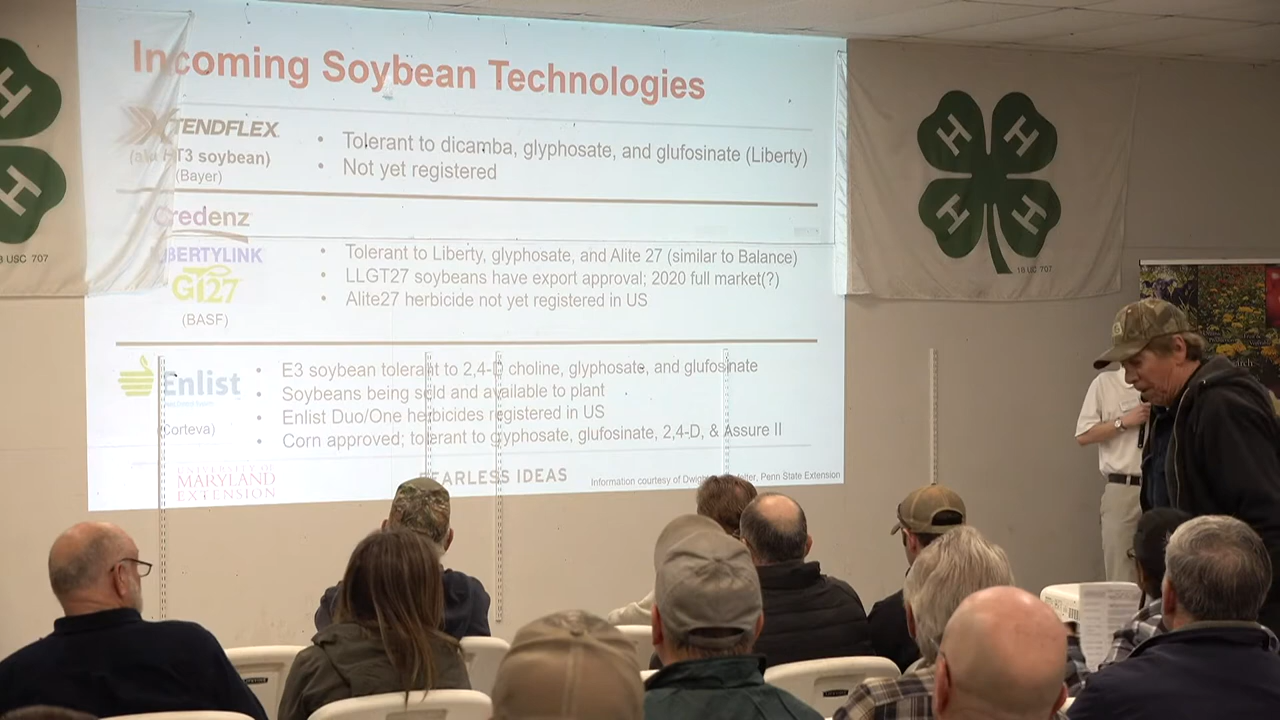 Incoming Soybean Technologies
XTENDFLEX
(aka HT3 soybean)
(Bayer)
• Tolerant to dicamba, glyphosate, and glufosinate (Liberty)
• Not yet registered
Credenz
LIBERTYLINK
GT27
(BASF)
• Tolerant to Liberty, glyphosate, and Alite 27 (similar to Balance)
• LLGT27 soybeans have export approval; 2020 full market(?)
• Alite27 herbicide not yet registered in US
Enlist
(Corteva)
• E3 soybean tolerant to 2,4-D choline, glyphosate, and glufosinate
• Soybeans being sold and available to plant
• Enlist Duo/One herbicides registered in US
• Corn approved; tolerant to glyphosate, glufosinate, 2,4-D, & Assure II
UNIVERSITY OF
MARYLAND
EXTENSION
FEARLESS IDEAS
Information courtesy of Dwight Penn State Extension
H
H
18 USC 707
H H
H H
18 UC 707